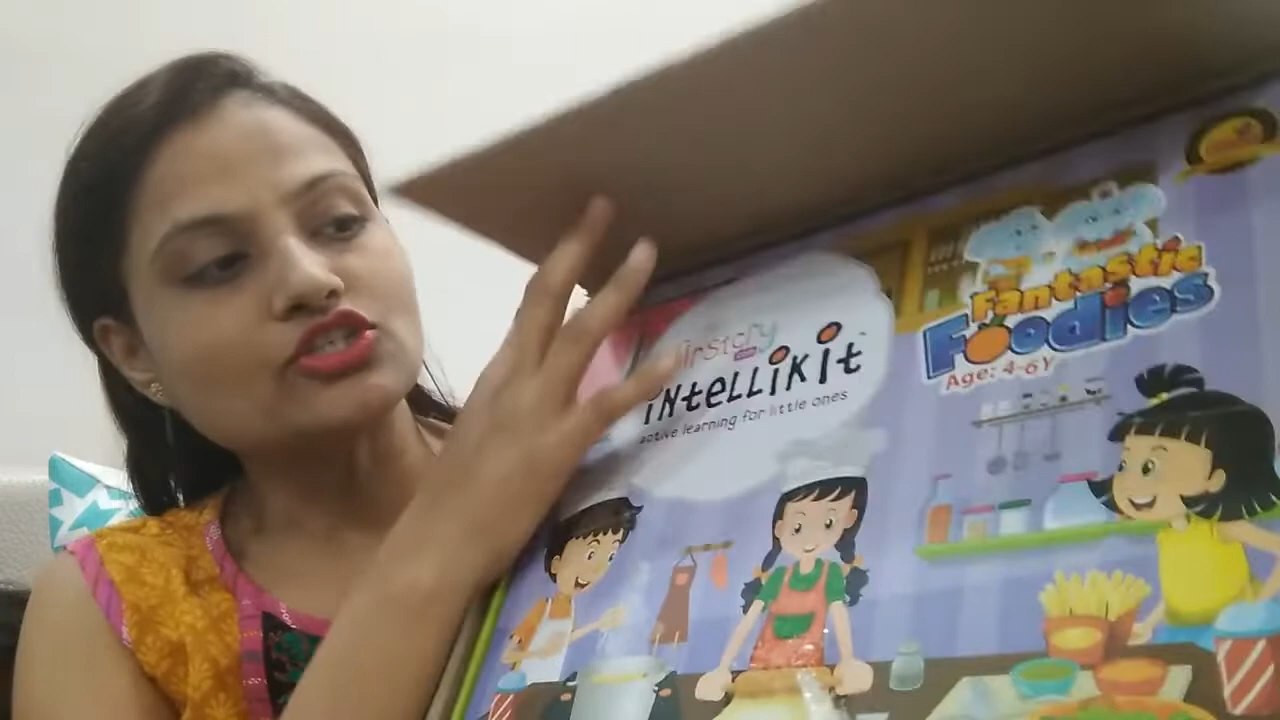 intellikit
active learning for little ones
Fantastic
Foodies
Age: 4-6Y